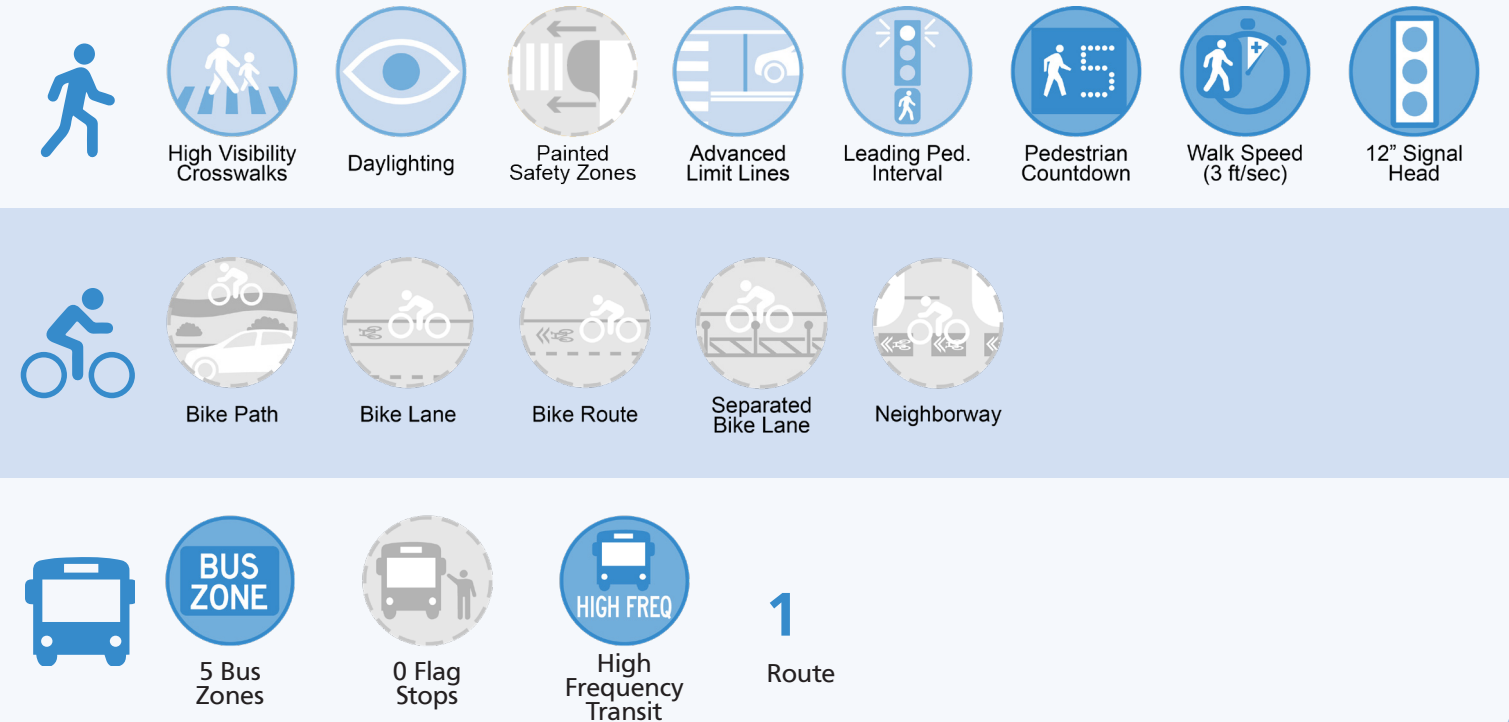 High Visibility
Crosswalks
Daylighting
Painted
Safety Zones
Advanced
Limit Lines
Leading Ped.
Interval
5
Pedestrian
Countdown
Walk Speed
(3 ft/sec)
12” Signal
Head
Bike Path
Bike Lane
Bike Route
Separated
Bike Lane
Neighborway
BUS
ZONE
5 Bus
Zones
0 Flag
Stops
HIGH FREQ
High
Frequency
Transit
1
Route